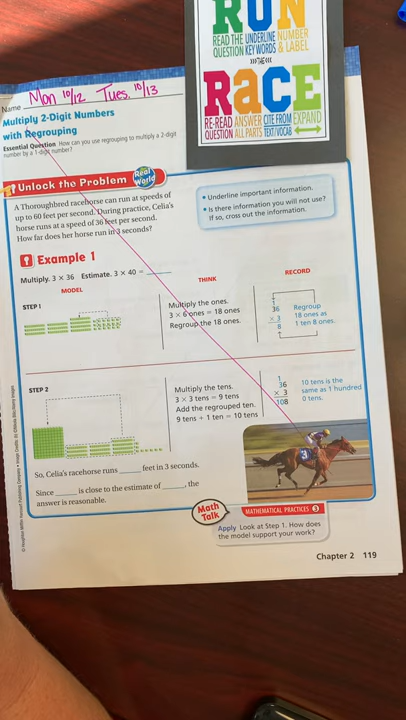 RUN
READ THE UNDERLINE NUMBER
QUESTION KEY WORDS & LABEL
THE
RACE
RE-READ ANSWER CITE FROM EXPAND
QUESTION ALL PARTS TEXT/VOCAB
Name Mon 10/12 Tues. 10/13
Multiply 2-Digit Numbers
with Regrouping
Essential Question How can you use regrouping to multiply a 2-digit
number by a 1-digit number?
Unlock the Problem Real World
A Thoroughbred racehorse can run at speeds of
up to 60 feet per second. During practice, Celia's
horse runs at a speed of 36 feet per second.
How far does her horse run in 3 seconds?
• Underline important information.
• Is there information you will not use?
If so, cross out the information.
Example 1
Multiply. 3 × 36 Estimate. 3 × 40 =
MODEL
THINK
RECORD
STEP 1
Multiply the ones.
3 × 6 ones = 18 ones
Regroup the 18 ones.
1
36
× 3
8
Regroup
18 ones as
1 ten 8 ones.
STEP 2
Multiply the tens.
3 × 3 tens = 9 tens
Add the regrouped ten.
9 tens + 1 ten = 10 tens
1
36
× 3
108
10 tens is the
same as 1 hundred
0 tens.
So, Celia's racehorse runs feet in 3 seconds.
Since is close to the estimate of , the
answer is reasonable.
3
Math Talk
MATHEMATICAL PRACTICES 3
Apply Look at Step 1. How does
the model support your work?
Chapter 2 119